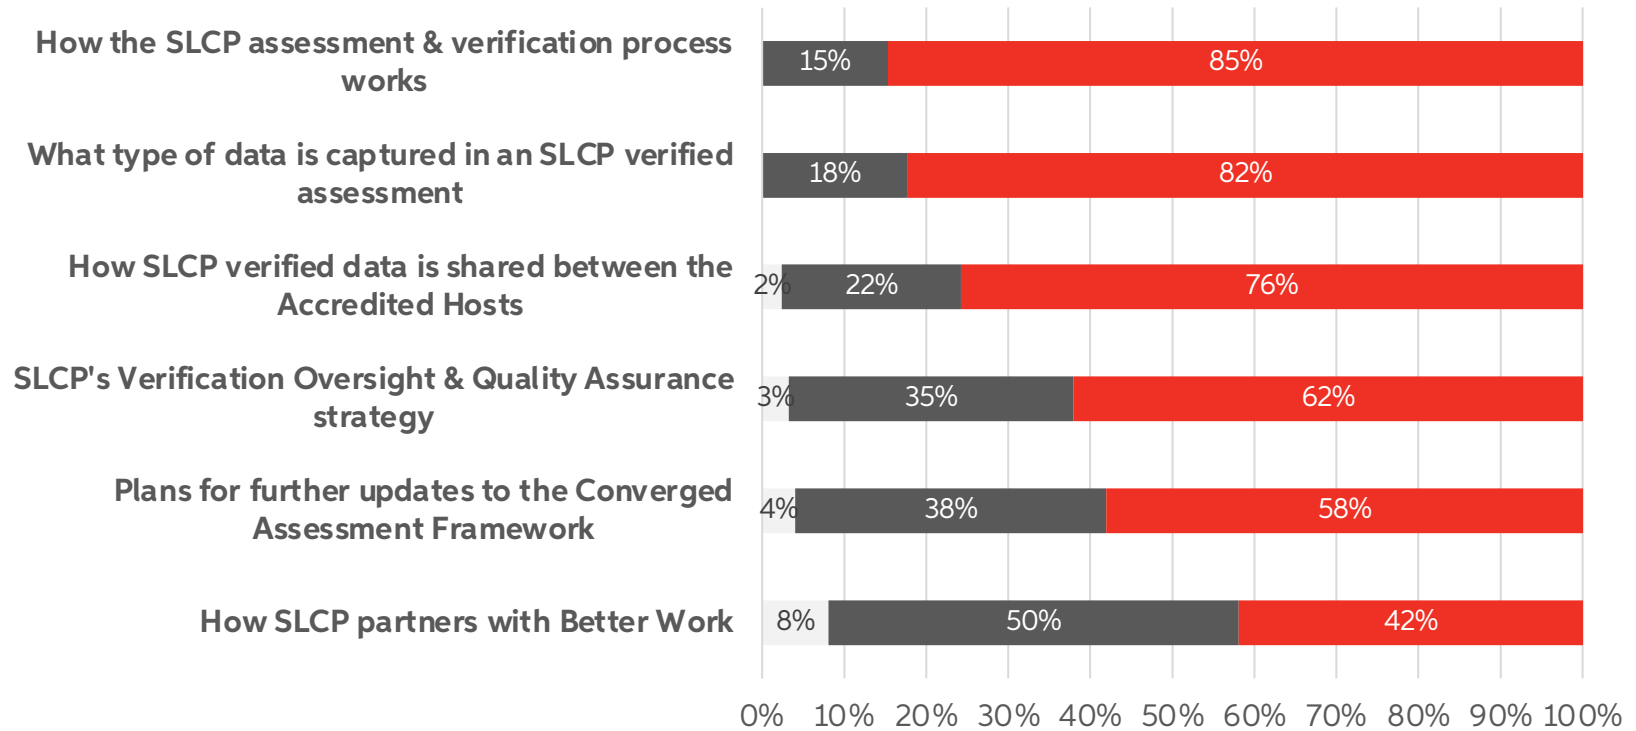 How the SLCP assessment & verification process
works
15% 85%
What type of data is captured in an SLCP verified
assessment
18% 82%
How SLCP verified data is shared between the
Accredited Hosts
2% 22% 76%
SLCP's Verification Oversight & Quality Assurance
strategy
3% 35% 62%
Plans for further updates to the Converged
Assessment Framework
4% 38% 58%
How SLCP partners with Better Work
8% 50% 42%
0% 10% 20% 30% 40% 50% 60% 70% 80% 90% 100%